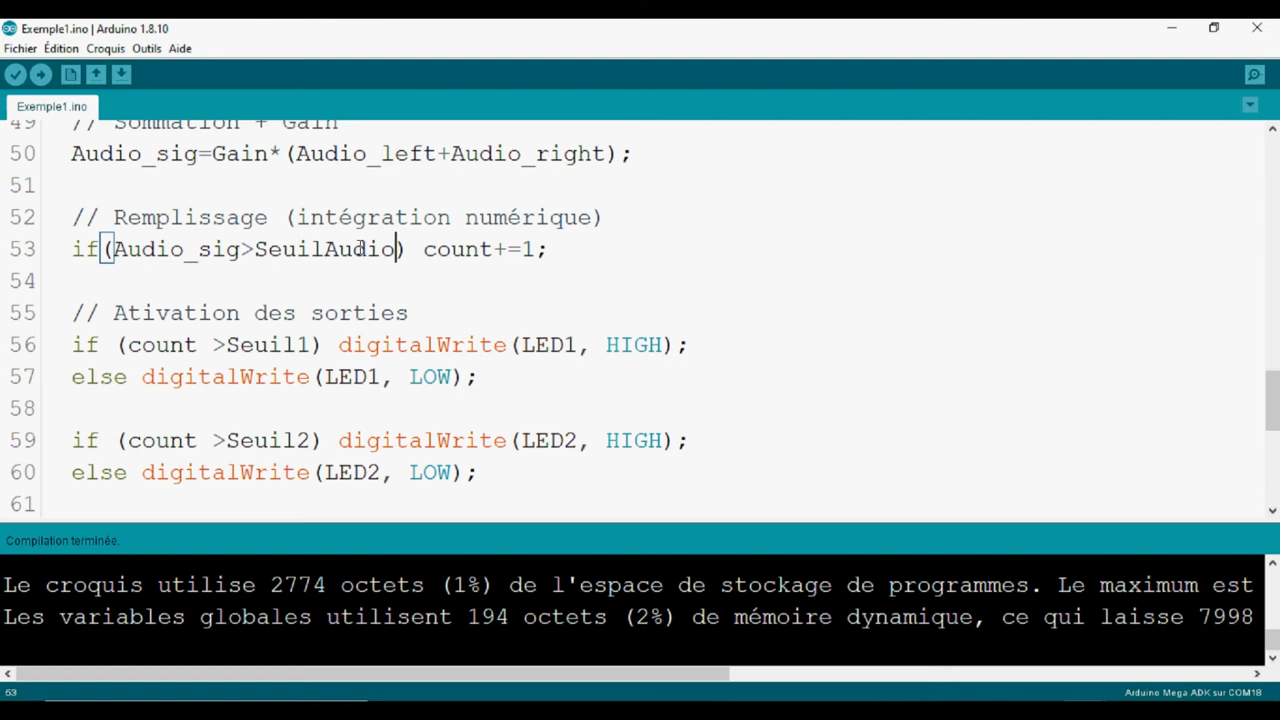 Exemple1.ino | Arduino 1.8.10
Fichier Édition Croquis Outils Aide
Exemple1.ino
49 // Sommation + Gain
50 Audio_sig=Gain*(Audio_left+Audio_right);
51
52 // Remplissage (intégration numérique)
53 if(Audio_sig>SeuilAudio) count+=1;
54
55 // Ativation des sorties
56 if (count >Seuil1) digitalWrite(LED1, HIGH);
57 else digitalWrite(LED1, LOW);
58
59 if (count >Seuil2) digitalWrite(LED2, HIGH);
60 else digitalWrite(LED2, LOW);
61
Compilation terminée.
Le croquis utilise 2774 octets (1%) de l'espace de stockage de programmes. Le maximum est
Les variables globales utilisent 194 octets (2%) de mémoire dynamique, ce qui laisse 7998
53 Arduino Mega ADK sur COM18